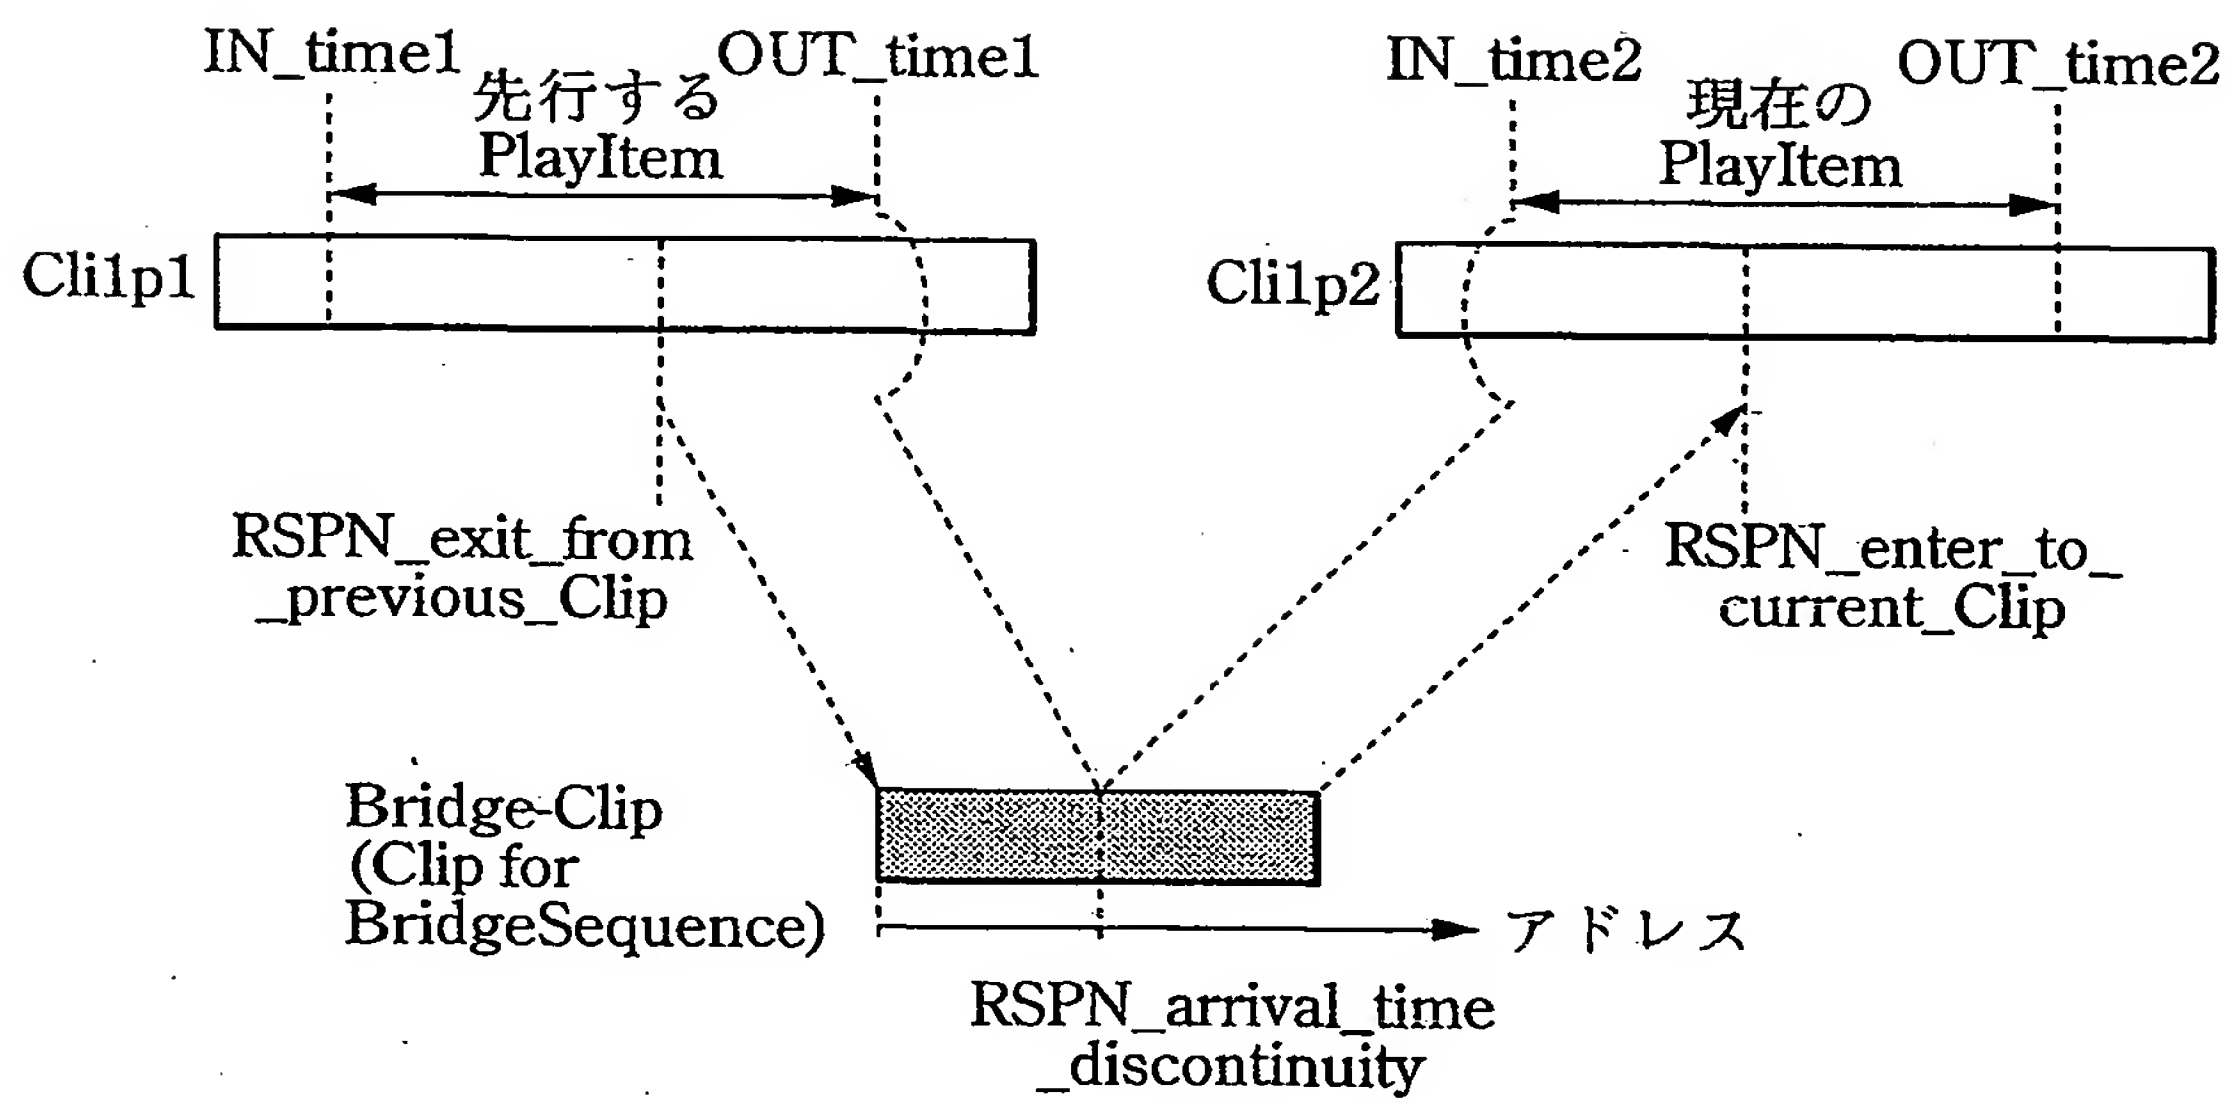 IN_time1
先行する
PlayItem
OUT_time1
IN_time2
現在の
PlayItem
OUT_time2
Cli1p1
Cli1p2
RSPN_exit_from
_previous_Clip
RSPN_enter_to_
current_Clip
Bridge-Clip
(Clip for
BridgeSequence)
アドレス
RSPN_arrival_time
_discontinuity